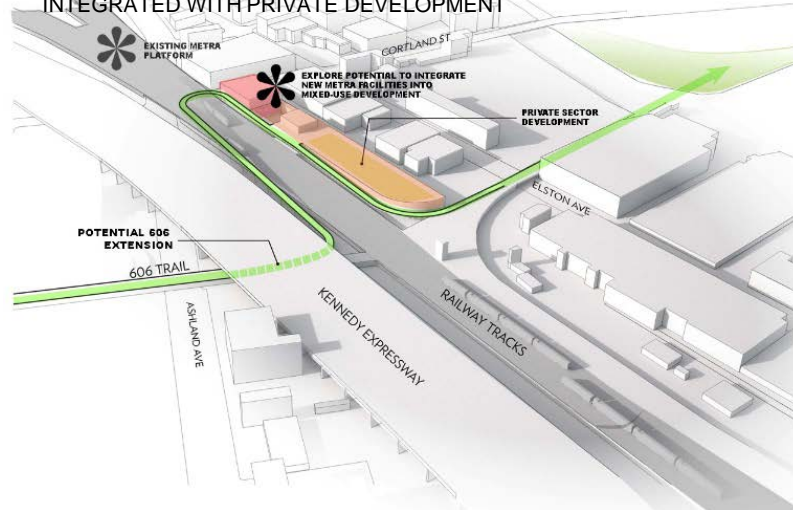 INTEGRATED WITH PRIVATE DEVELOPMENT
EXISTING METRA
PLATFORM
CORTLAND ST
EXPLORE POTENTIAL TO INTEGRATE
NEW METRA FACILITIES INTO
MIXED-USE DEVELOPMENT
PRIVATE SECTOR
DEVELOPMENT
ELSTON AVE
POTENTIAL 606
EXTENSION
606 TRAIL
ASHLAND AVE
KENNEDY EXPRESSWAY
RAILWAY TRACKS